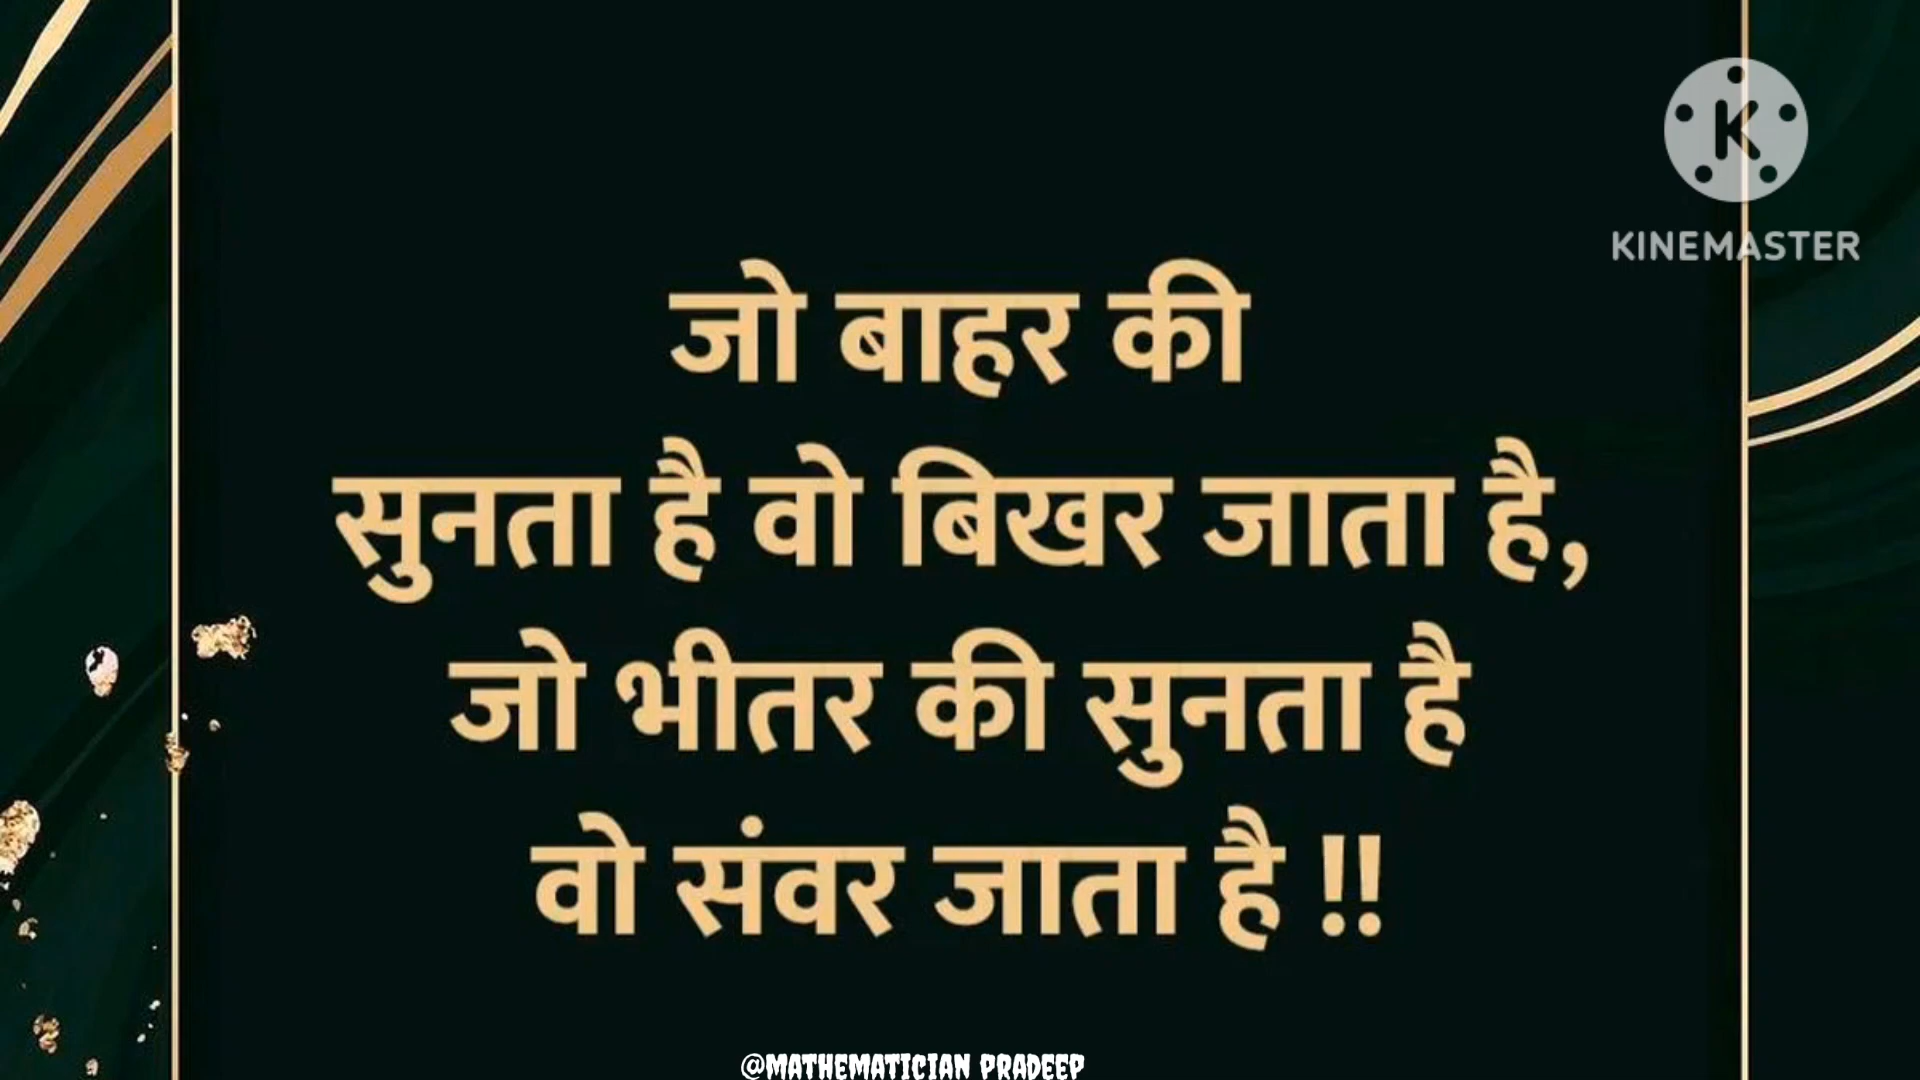 KINEMASTER
जो बाहर की
सुनता है वो बिखर जाता है,
जो भीतर की सुनता है
वो संवर जाता है !!
@MATHEMATICIAN PRADEEP